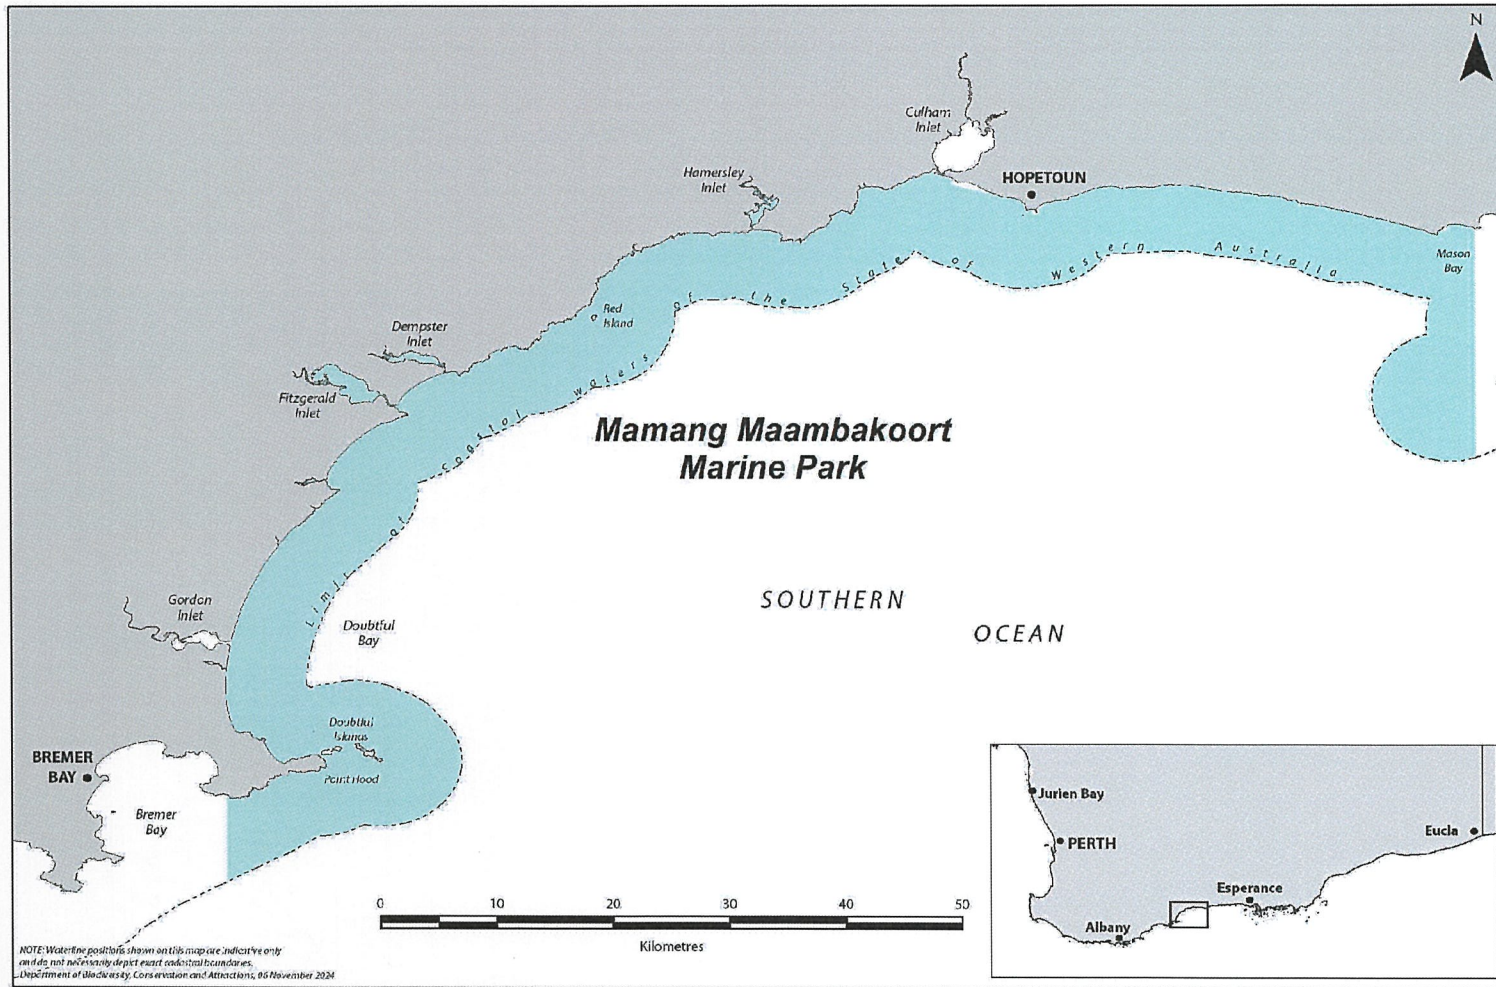 N
Culham
Inlet
Hamersley
Inlet
HOPETOUN
Mason
Bay
Red
Island
Dempster
Inlet
Fitzgerald
Inlet
Limit of coastal waters of the State of Western Australia
Mamang Maambakoort
Marine Park
SOUTHERN
OCEAN
Gordon
Inlet
Doubtful
Bay
Doubtful
Islands
Point Hood
BREMER
BAY
Bremer
Bay
0 10 20 30 40 50
Kilometres
Jurien Bay
PERTH
Eucla
Esperance
Albany
NOTE: Waterline positions shown on this map are indicative only
and do not necessarily depict exact cadastral boundaries.
Department of Biodiversity, Conservation and Attractions, 06 November 2024